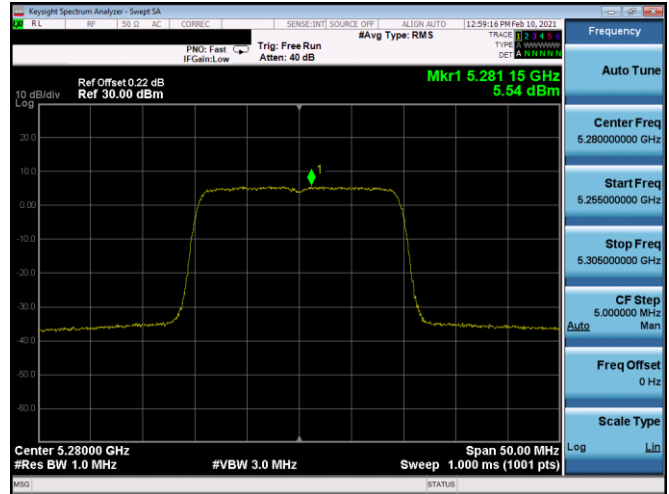 Keysight Spectrum Analyzer - Swept SA
LXI RL RF 50 Ω AC CORREC SENSE:INT SOURCE OFF ALIGN AUTO 12:59:16 PM Feb 10, 2021
#Avg Type: RMS
TRACE 1 2 3 4 5 6
PNO: Fast Trig: Free Run TYPE A WWWWW
IFGain:Low Atten: 40 dB DET A N N N N N
Mkr1 5.281 15 GHz
5.54 dBm
Ref Offset 0.22 dB
10 dB/div Ref 30.00 dBm
Log
20.0
10.0
1
0.00
-10.0
-20.0
-30.0
-40.0
-50.0
-60.0
Center 5.28000 GHz Span 50.00 MHz
#Res BW 1.0 MHz #VBW 3.0 MHz Sweep 1.000 ms (1001 pts)
MSG STATUS
Frequency
Auto Tune
Center Freq
5.280000000 GHz
Start Freq
5.255000000 GHz
Stop Freq
5.305000000 GHz
CF Step
5.000000 MHz
Auto Man
Freq Offset
0 Hz
Scale Type
Log Lin